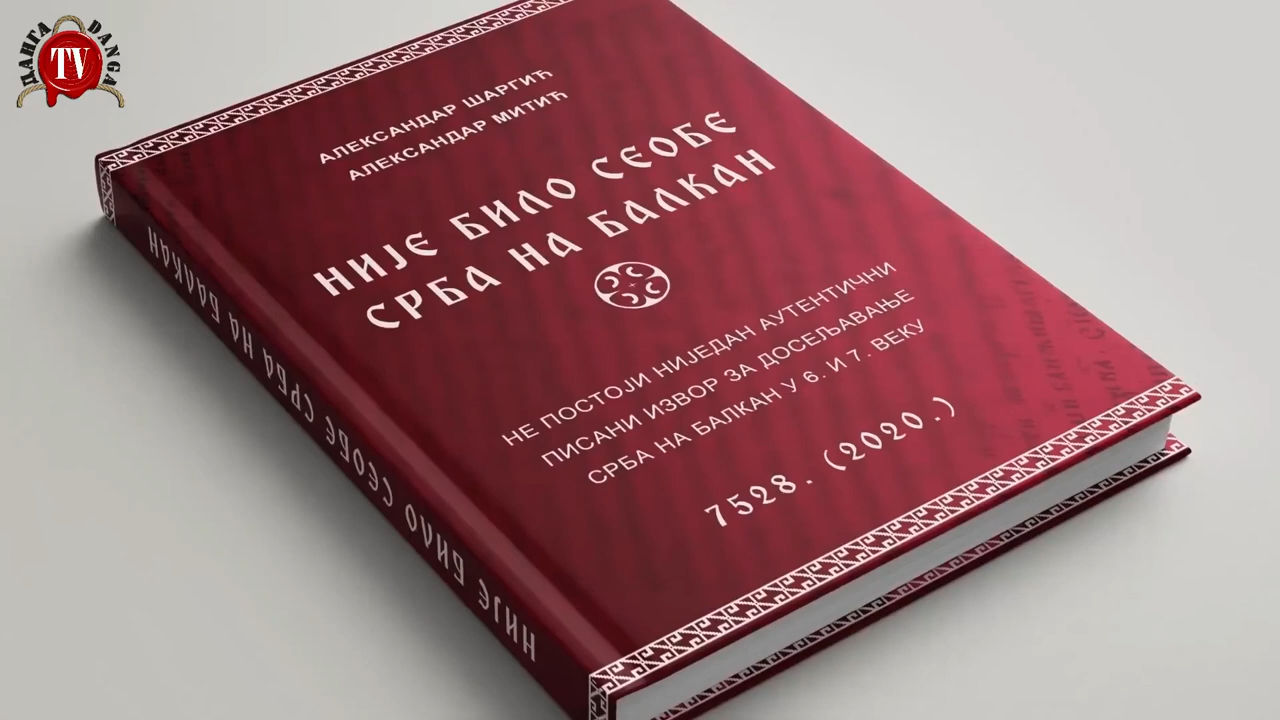 ДАНГА
DANGA
TV
АЛЕКСАНДАР ШАРГИЋ
АЛЕКСАНДАР МИТИЋ
НИЈЕ БИЛО СЕОБЕ
СРБА НА БАЛКАН
НЕ ПОСТОЈИ НИЈЕДАН АУТЕНТИЧНИ
ПИСАНИ ИЗВОР ЗА ДОСЕЉАВАЊЕ
СРБА НА БАЛКАН У 6. И 7. ВЕКУ
7528. (2020.)
НИЈЕ БИЛО СЕОБЕ СРБА НА БАЛКАН